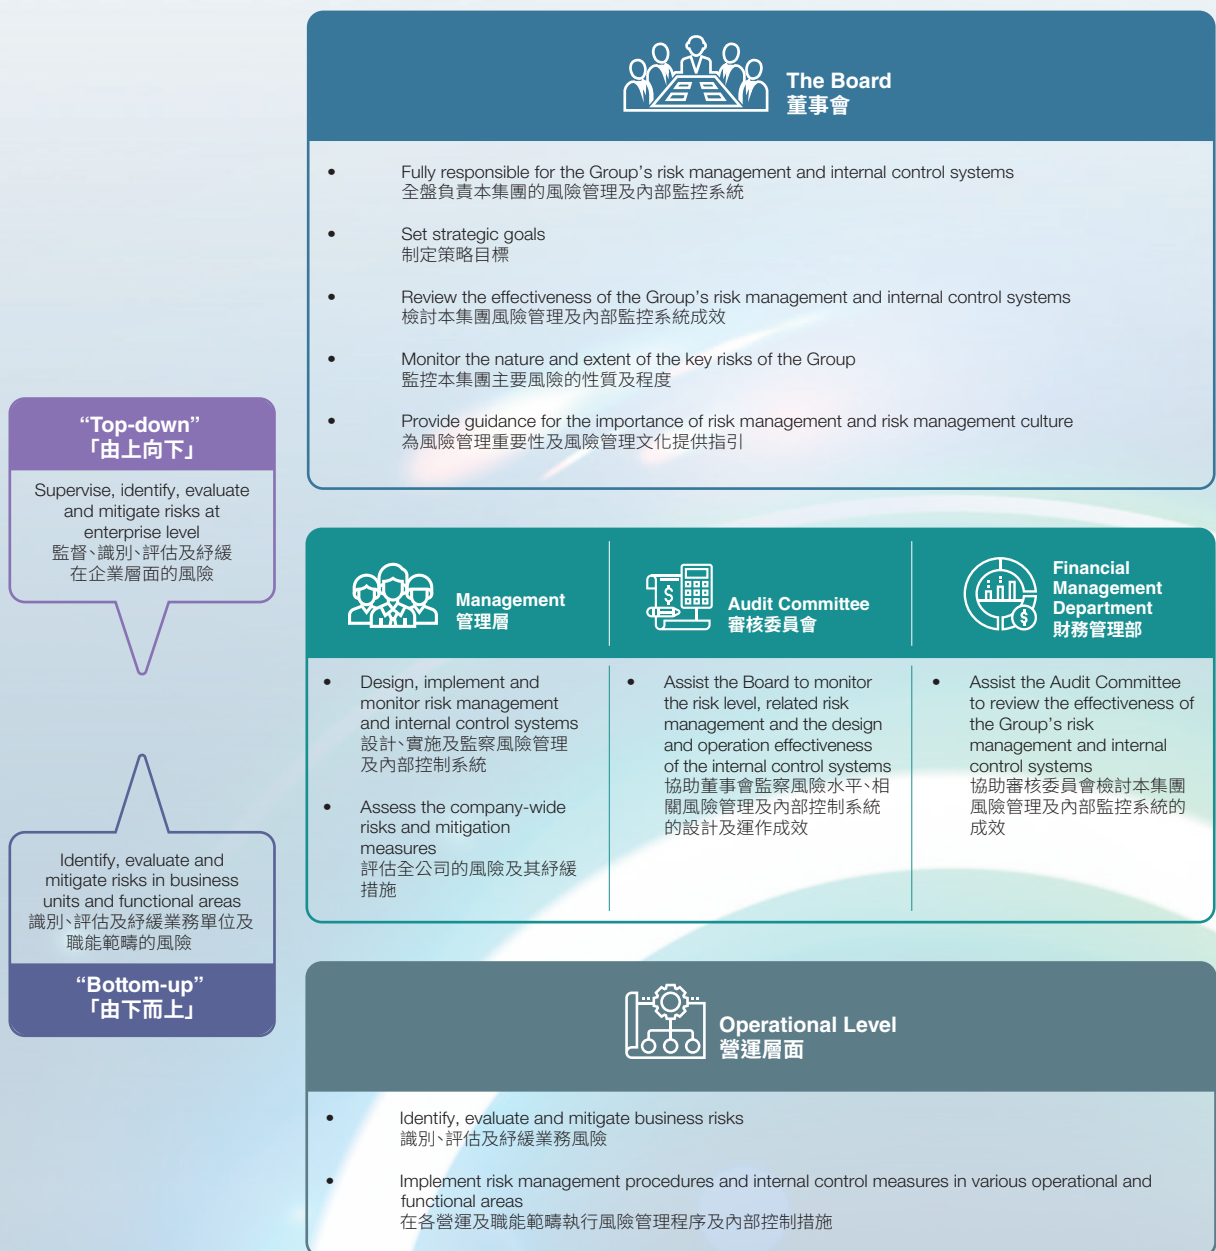 The Board
董事會
• Fully responsible for the Group's risk management and internal control systems
全盤負責本集團的風險管理及內部監控系統
• Set strategic goals
制定策略目標
• Review the effectiveness of the Group's risk management and internal control systems
檢討本集團風險管理及內部監控系統成效
• Monitor the nature and extent of the key risks of the Group
監控本集團主要風險的性質及程度
• Provide guidance for the importance of risk management and risk management culture
為風險管理重要性及風險管理文化提供指引
“Top-down”
「由上向下」
Supervise, identify, evaluate
and mitigate risks at
enterprise level
監督、識別、評估及紓緩
在企業層面的風險
Management
管理層
• Design, implement and
monitor risk management
and internal control systems
設計、實施及監察風險管理
及內部控制系統
• Assess the company-wide
risks and mitigation
measures
評估全公司的風險及其紓緩
措施
Audit Committee
審核委員會
• Assist the Board to monitor
the risk level, related risk
management and the design
and operation effectiveness
of the internal control systems
協助董事會監察風險水平、相
關風險管理及內部控制系統
的設計及運作成效
Financial
Management
Department
財務管理部
• Assist the Audit Committee
to review the effectiveness of
the Group's risk
management and internal
control systems
協助審核委員會檢討本集團
風險管理及內部監控系統的
成效
Identify, evaluate and
mitigate risks in business
units and functional areas
識別、評估及紓緩業務單位及
職能範疇的風險
“Bottom-up”
「由下而上」
Operational Level
營運層面
• Identify, evaluate and mitigate business risks
識別、評估及紓緩業務風險
• Implement risk management procedures and internal control measures in various operational and
functional areas
在各營運及職能範疇執行風險管理程序及內部控制措施